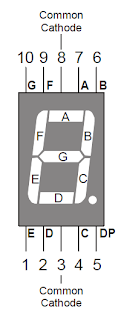 Common
Cathode
10 9 8 7 6
G F A B
A
F B
G
E C
D
E D C DP
1 2 3 4 5
Common
Cathode